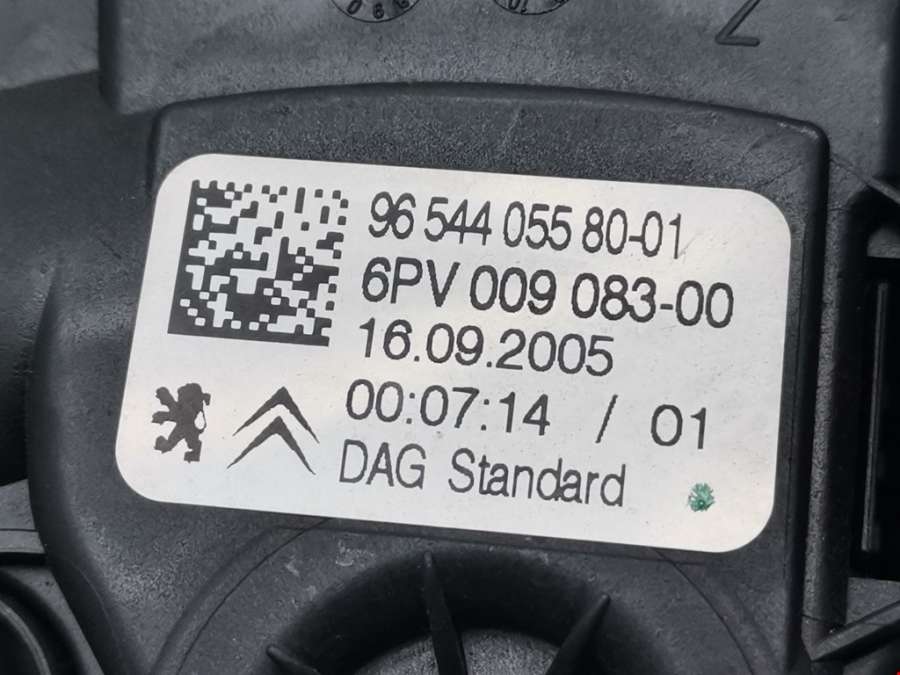 96 544 055 80-01
6PV 009 083-00
16.09.2005
00:07:14 / 01
DAG Standard